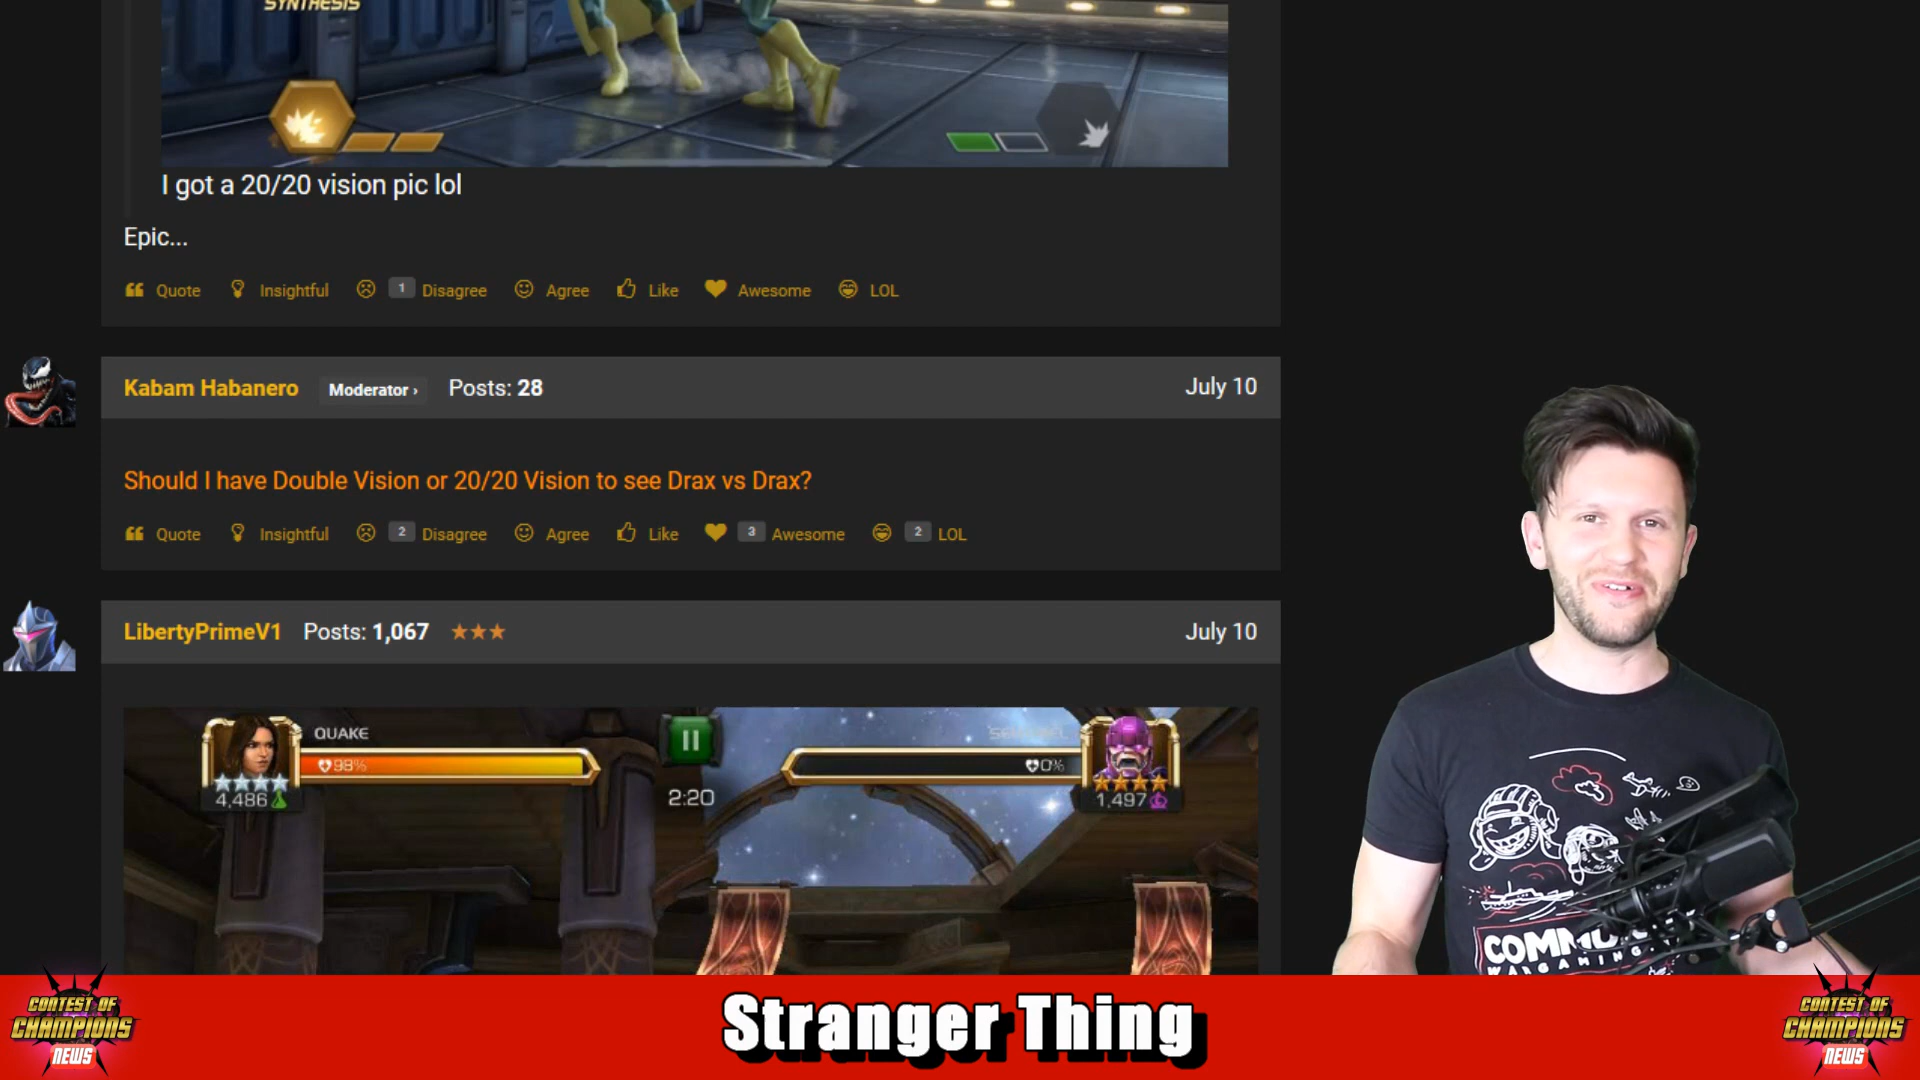 SYNTHESIS
I got a 20/20 vision pic lol
Epic...
Quote Insightful 1 Disagree Agree Like Awesome LOL
Kabam Habanero Moderator › Posts: 28 July 10
Should I have Double Vision or 20/20 Vision to see Drax vs Drax?
Quote Insightful 2 Disagree Agree Like 3 Awesome 2 LOL
LibertyPrimeV1 Posts: 1,067 ★★★ July 10
QUAKE SENTINEL
98% 0%
4,486 2:20 1,497
WARGAMING
CONTEST OF CHAMPIONS NEWS
Stranger Thing
CONTEST OF CHAMPIONS NEWS